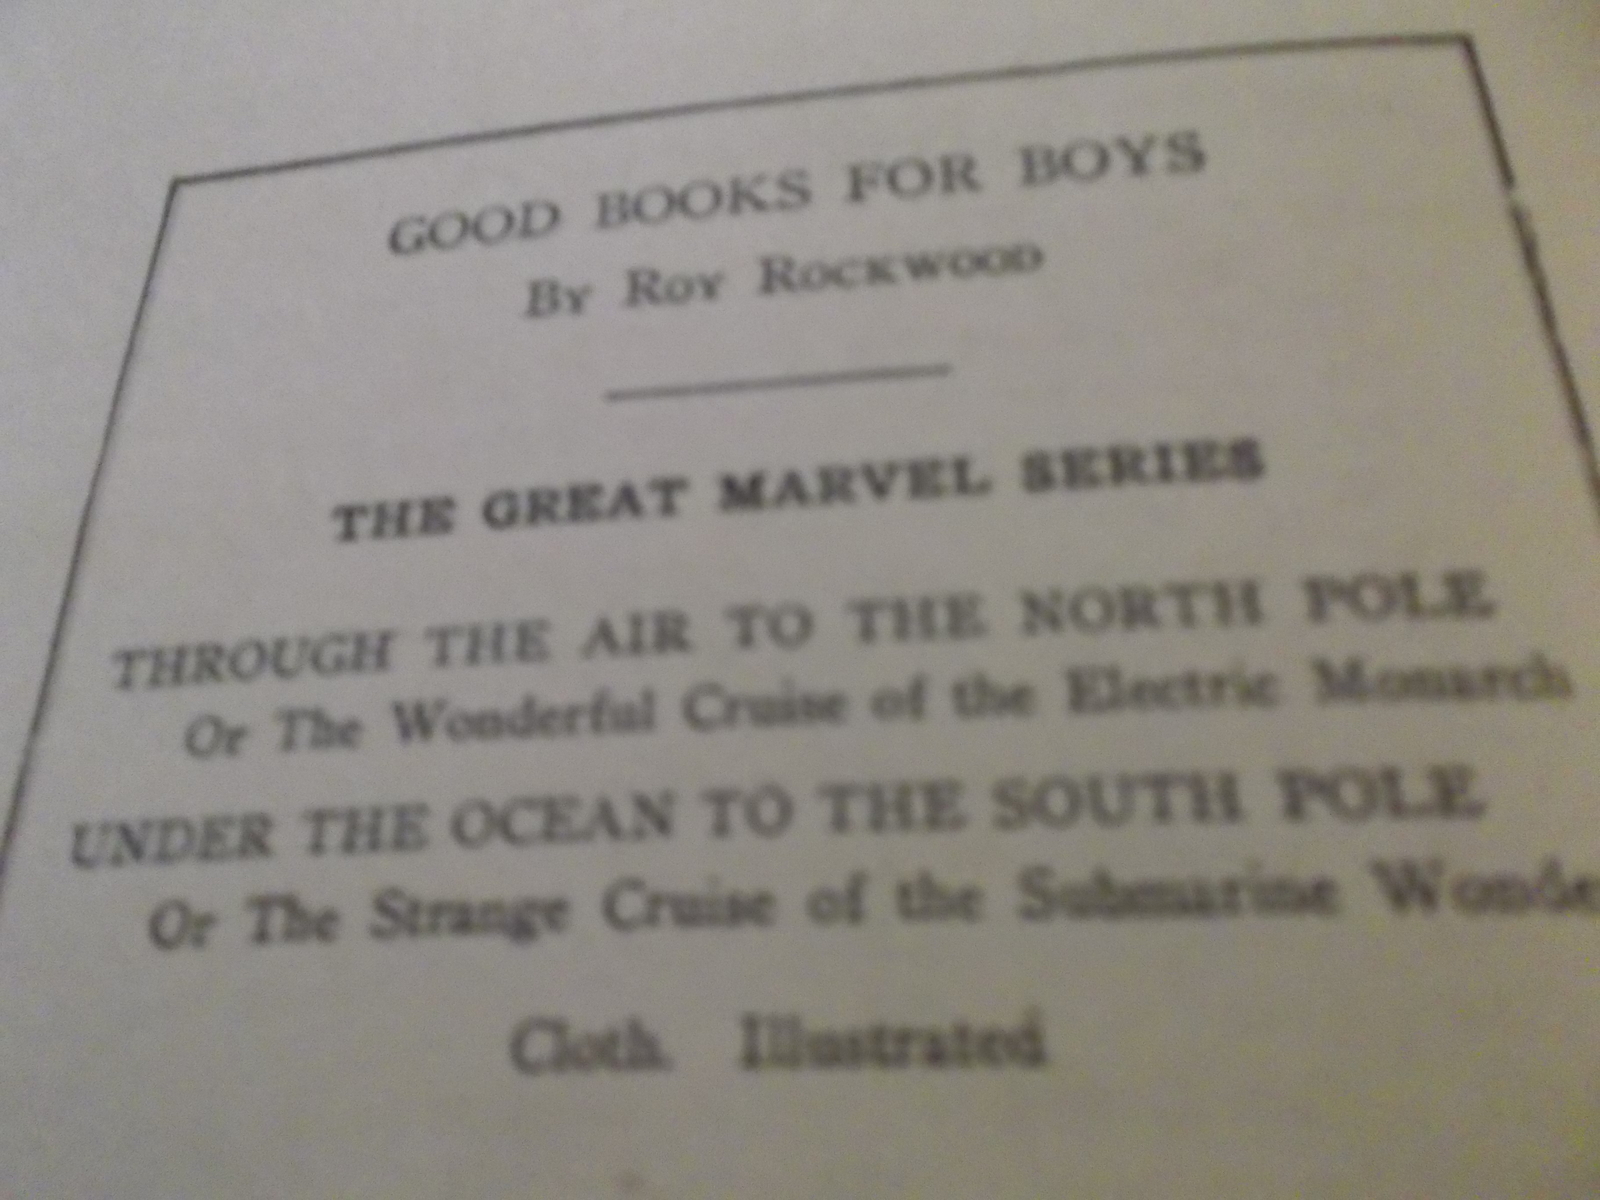 GOOD BOOKS FOR BOYS
BY ROY ROCKWOOD
THE GREAT MARVEL SERIES
THROUGH THE AIR TO THE NORTH POLE
Or The Wonderful Cruise of the Electric Monarch
UNDER THE OCEAN TO THE SOUTH POLE
Or The Strange Cruise of the Submarine Wonde
Cloth. Illustrated